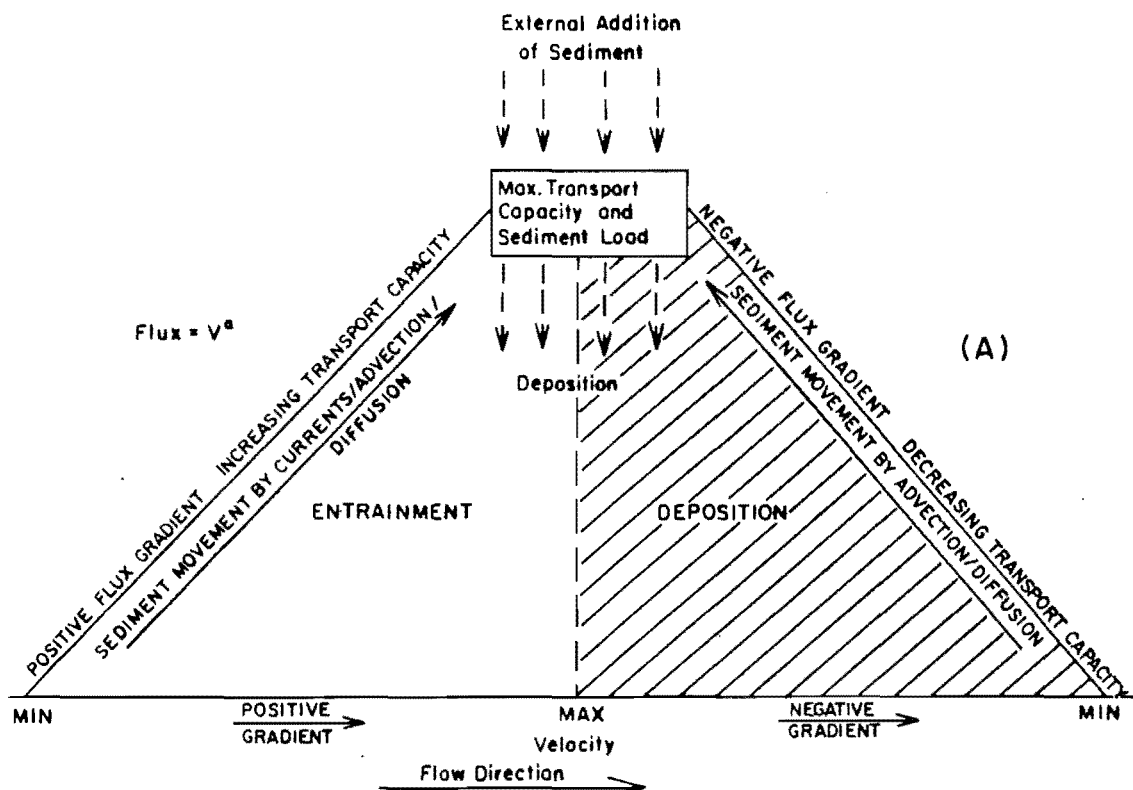 External Addition
of Sediment
Max. Transport
Capacity and
Sediment Load
POSITIVE FLUX GRADIENT INCREASING TRANSPORT CAPACITY
SEDIMENT MOVEMENT BY CURRENTS/ADVECTION/
DIFFUSION
NEGATIVE FLUX GRADIENT DECREASING TRANSPORT CAPACITY
SEDIMENT MOVEMENT BY ADVECTION/DIFFUSION
Flux = Vᵅ
(A)
Deposition
ENTRAINMENT
DEPOSITION
MIN
POSITIVE
GRADIENT
MAX
NEGATIVE
GRADIENT
MIN
Velocity
Flow Direction